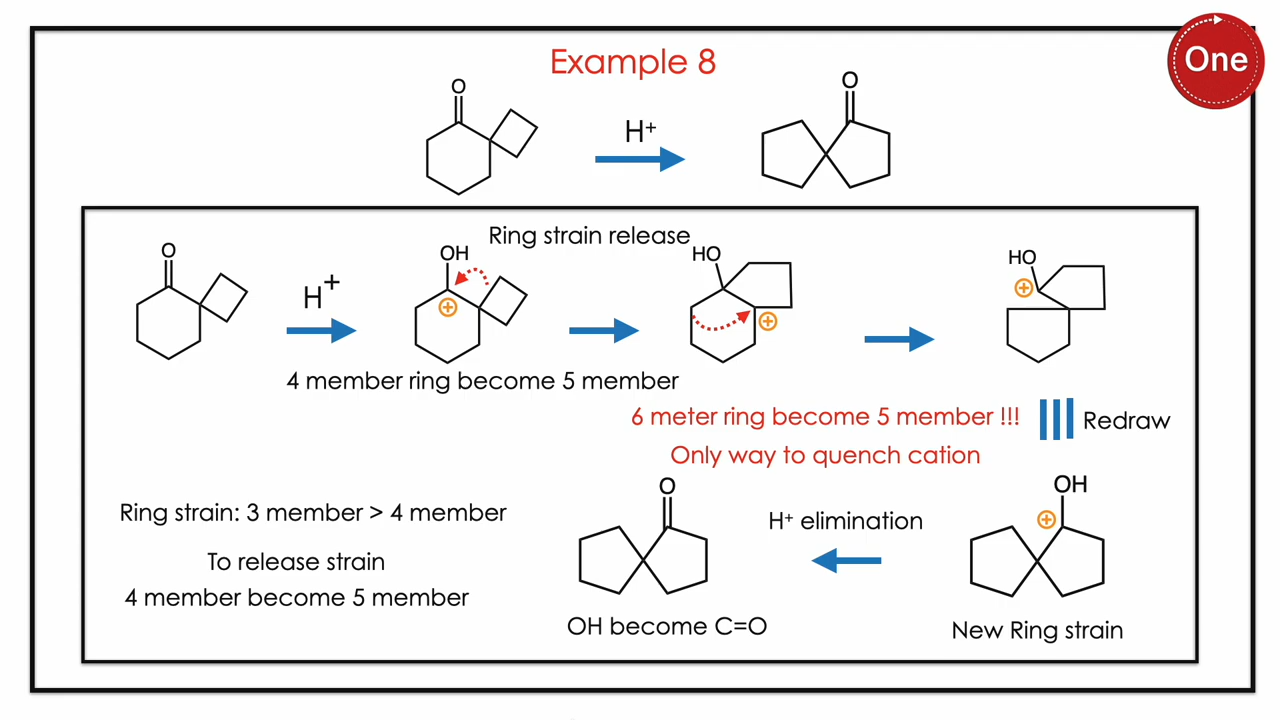 One
Example 8
O
H+
O
Ring strain release
O
H+
OH
HO
HO
4 member ring become 5 member
6 meter ring become 5 member !!!
Redraw
Only way to quench cation
O
OH
Ring strain: 3 member > 4 member
H+ elimination
To release strain
4 member become 5 member
OH become C=O
New Ring strain